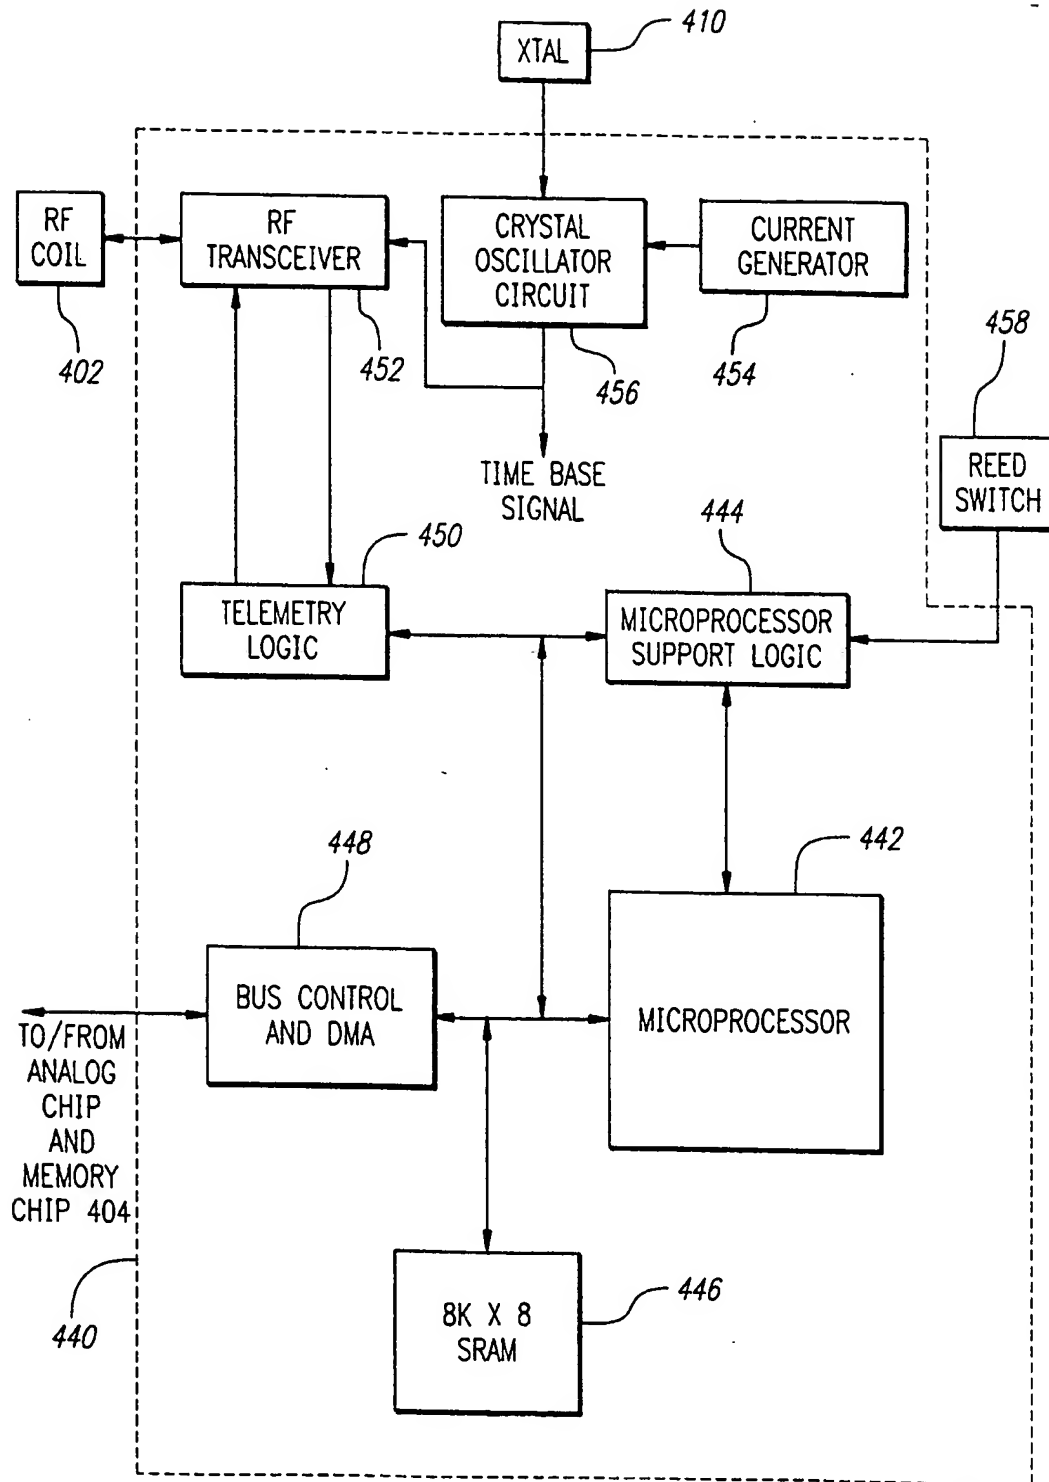 410
XTAL
RF
COIL
402
RF
TRANSCEIVER
452
CRYSTAL
OSCILLATOR
CIRCUIT
456
CURRENT
GENERATOR
454
458
REED
SWITCH
TIME BASE
SIGNAL
450
TELEMETRY
LOGIC
444
MICROPROCESSOR
SUPPORT LOGIC
448
BUS CONTROL
AND DMA
442
MICROPROCESSOR
TO/FROM
ANALOG
CHIP
AND
MEMORY
CHIP 404
440
8K X 8
SRAM
446